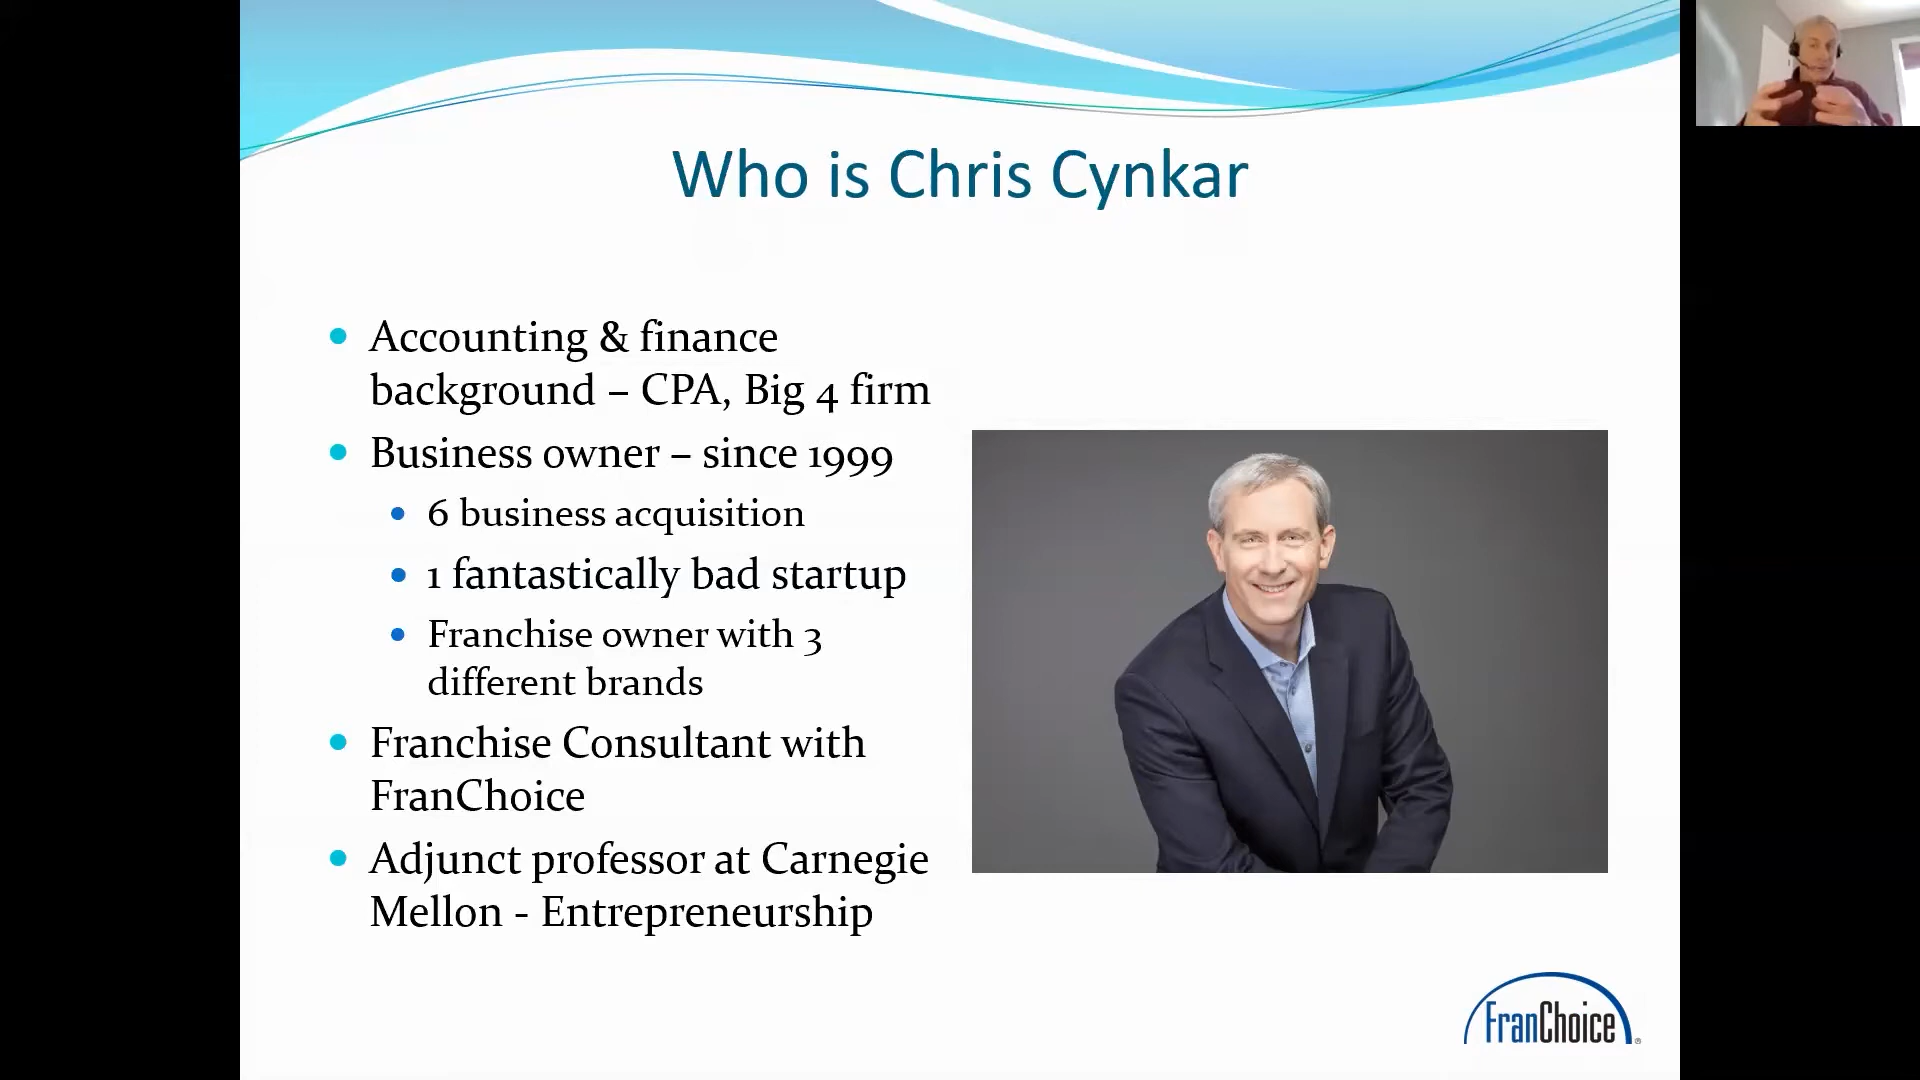 Who is Chris Cynkar
Accounting & finance
background – CPA, Big 4 firm
Business owner – since 1999
6 business acquisition
1 fantastically bad startup
Franchise owner with 3
different brands
Franchise Consultant with
FranChoice
Adjunct professor at Carnegie
Mellon - Entrepreneurship
FranChoice®